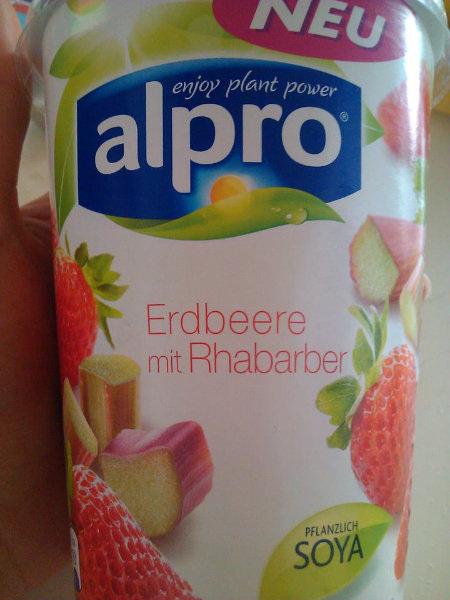 NEU
enjoy plant power
alpro®
Erdbeere
mit Rhabarber
PFLANZLICH
SOYA